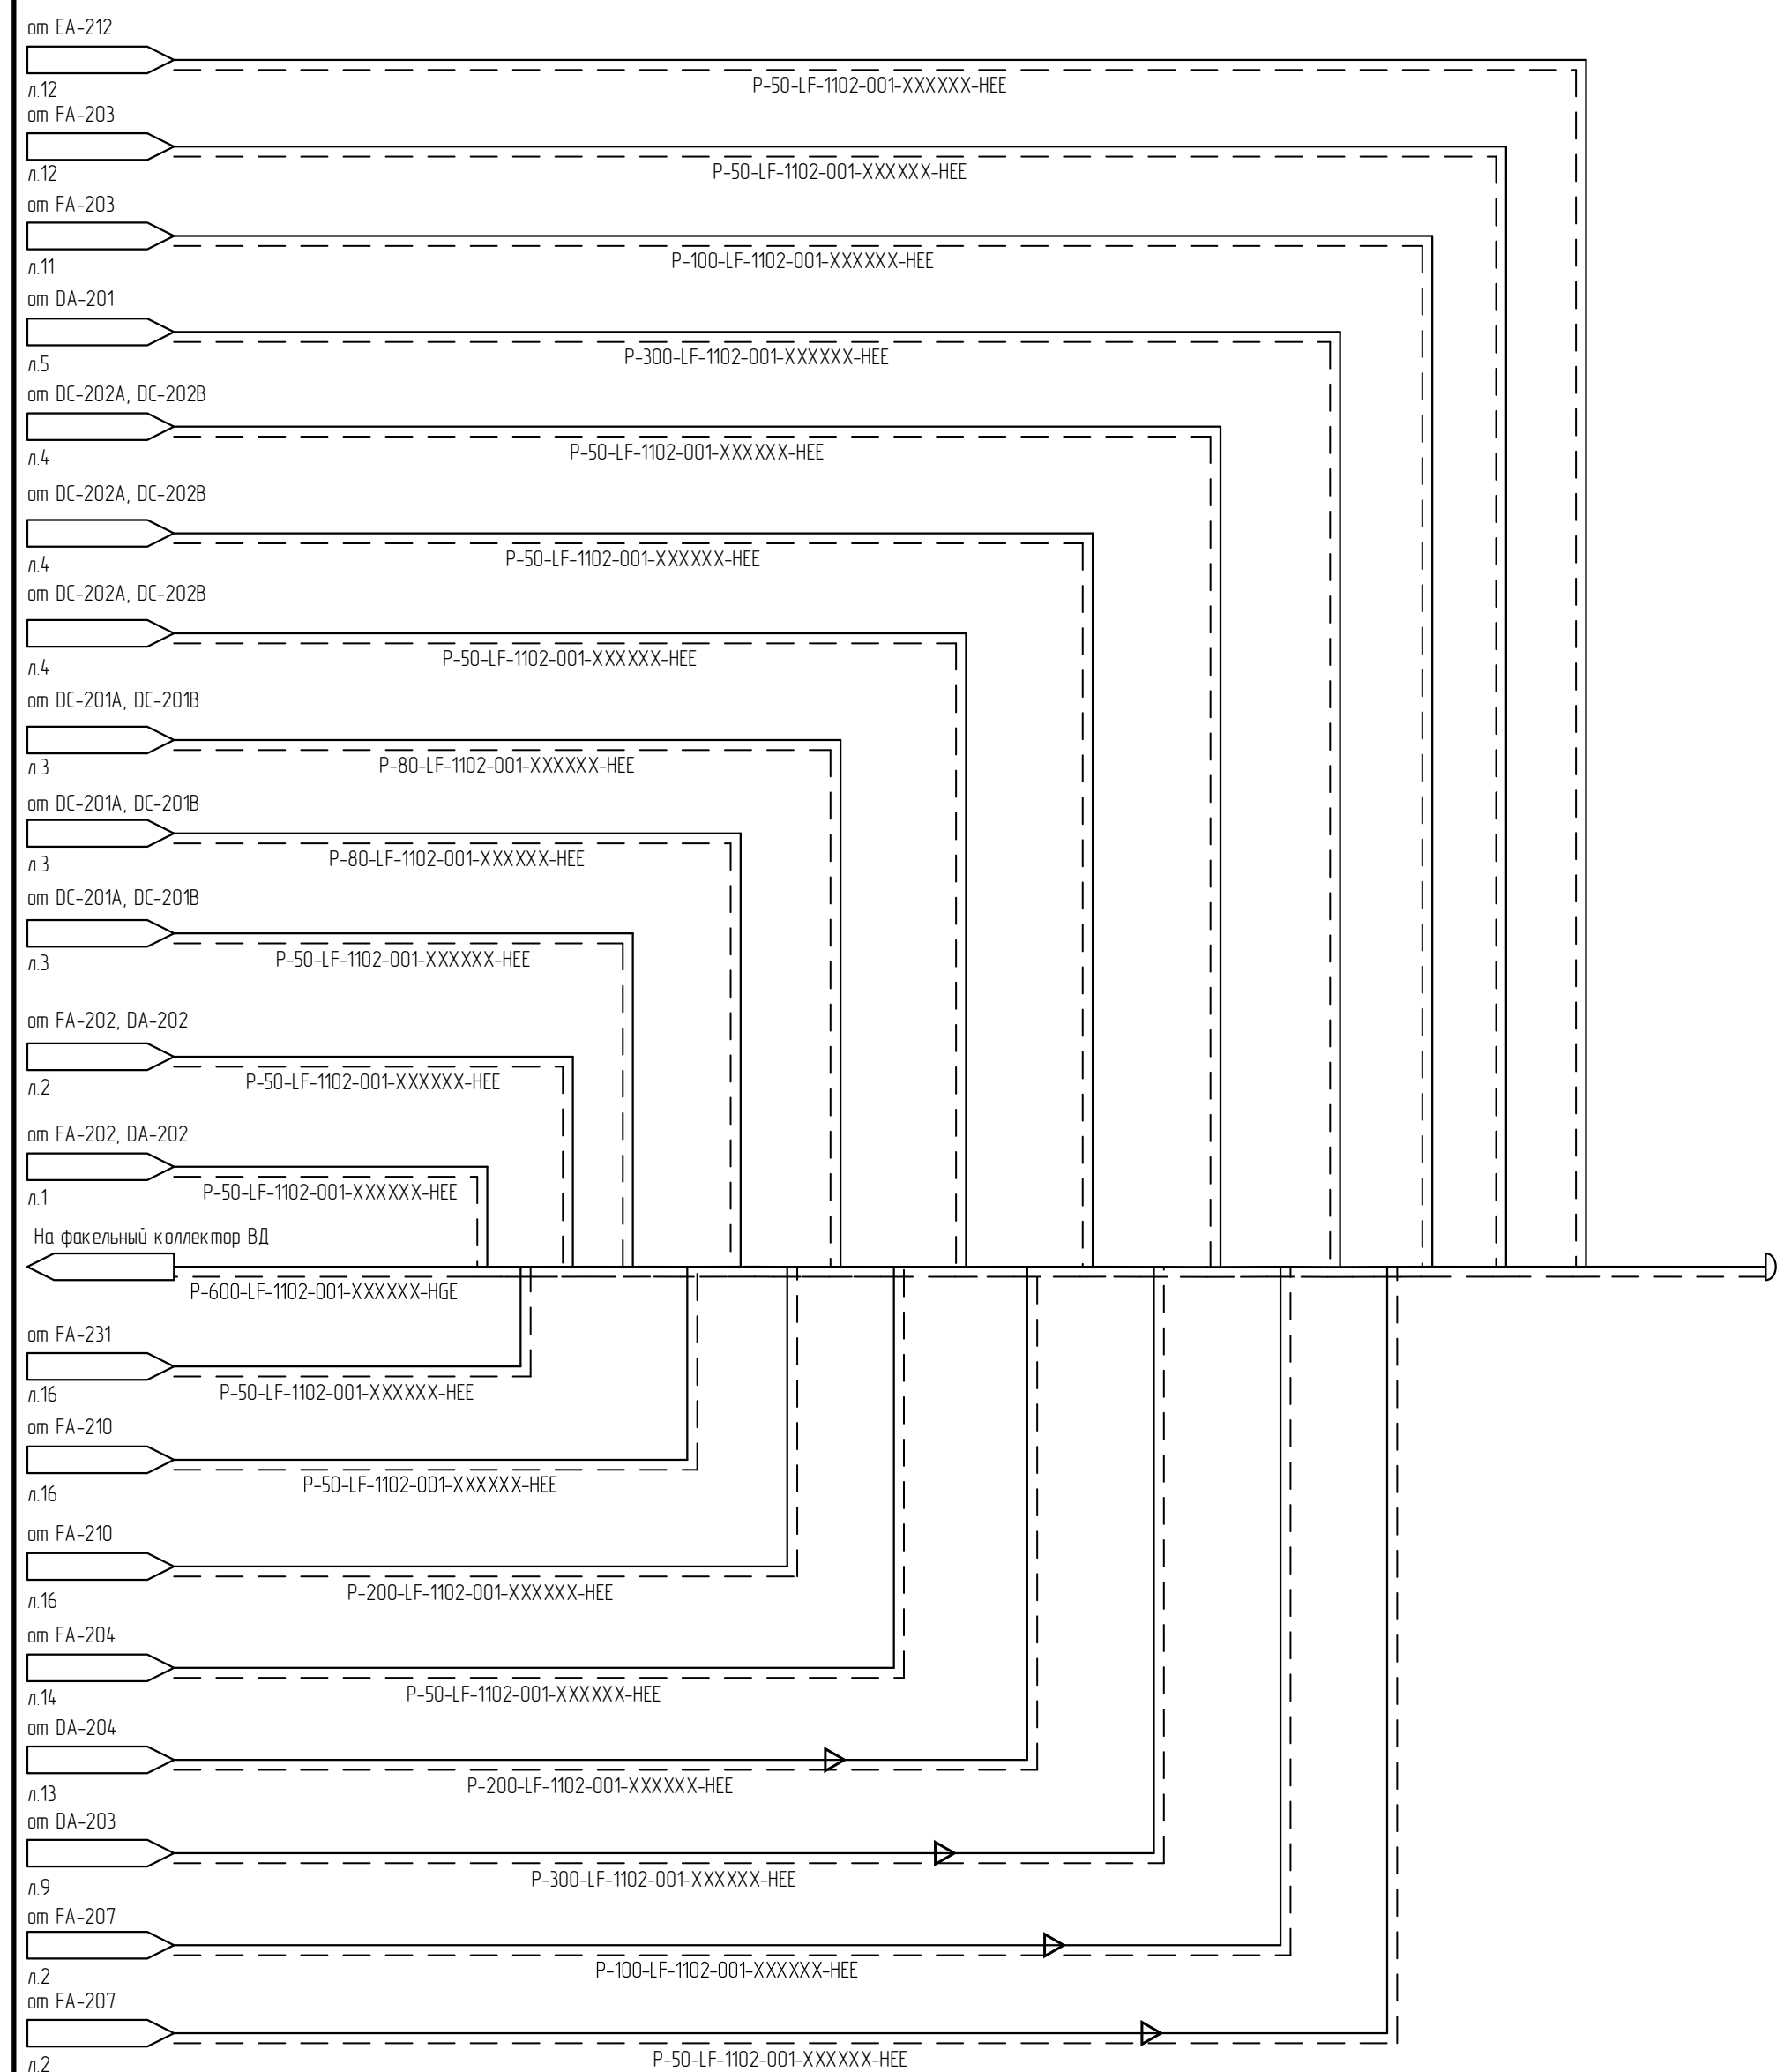 от EA-212
P-50-LF-1102-001-XXXXXX-HEE
л.12
от FA-203
P-50-LF-1102-001-XXXXXX-HEE
л.12
от FA-203
P-100-LF-1102-001-XXXXXX-HEE
л.11
от DA-201
P-300-LF-1102-001-XXXXXX-HEE
л.5
от DC-202A, DC-202B
P-50-LF-1102-001-XXXXXX-HEE
л.4
от DC-202A, DC-202B
P-50-LF-1102-001-XXXXXX-HEE
л.4
от DC-202A, DC-202B
P-50-LF-1102-001-XXXXXX-HEE
л.4
от DC-201A, DC-201B
P-80-LF-1102-001-XXXXXX-HEE
л.3
от DC-201A, DC-201B
P-80-LF-1102-001-XXXXXX-HEE
л.3
от DC-201A, DC-201B
P-50-LF-1102-001-XXXXXX-HEE
л.3
от FA-202, DA-202
P-50-LF-1102-001-XXXXXX-HEE
л.2
от FA-202, DA-202
P-50-LF-1102-001-XXXXXX-HEE
л.1
На факельный коллектор ВД
P-600-LF-1102-001-XXXXXX-HGE
от FA-231
P-50-LF-1102-001-XXXXXX-HEE
л.16
от FA-210
P-50-LF-1102-001-XXXXXX-HEE
л.16
от FA-210
P-200-LF-1102-001-XXXXXX-HEE
л.16
от FA-204
P-50-LF-1102-001-XXXXXX-HEE
л.14
от DA-204
P-200-LF-1102-001-XXXXXX-HEE
л.13
от DA-203
P-300-LF-1102-001-XXXXXX-HEE
л.9
от FA-207
P-100-LF-1102-001-XXXXXX-HEE
л.2
от FA-207
P-50-LF-1102-001-XXXXXX-HEE
л.2